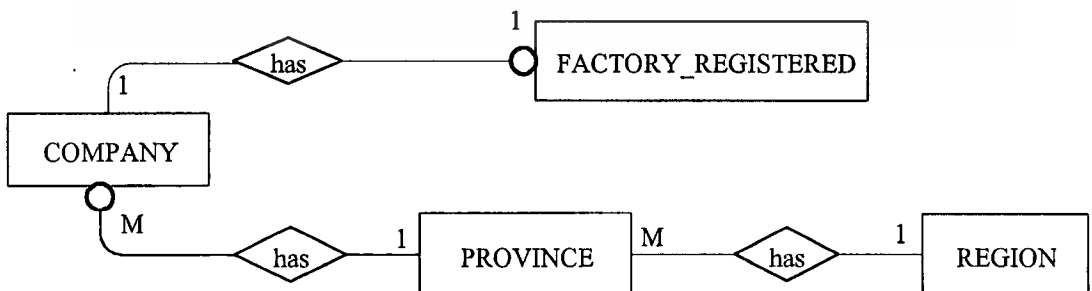 1
has
FACTORY_REGISTERED
1
COMPANY
M
has
1
PROVINCE
M
has
1
REGION